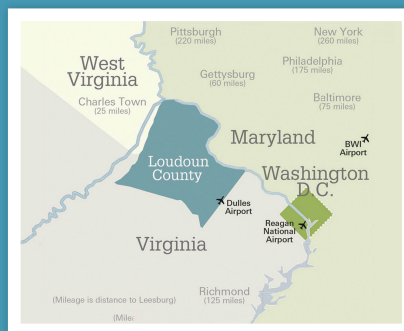 Pittsburgh
(220 miles)
New York
(260 miles)
West
Virginia
Philadelphia
(175 miles)
Gettysburg
(60 miles)
Charles Town
(25 miles)
Baltimore
(75 miles)
Maryland
BWI
Airport
Loudoun
County
Washington
D.C.
Dulles
Airport
Reagan
National
Airport
Virginia
Richmond
(125 miles)
(Mileage is distance to Leesburg)